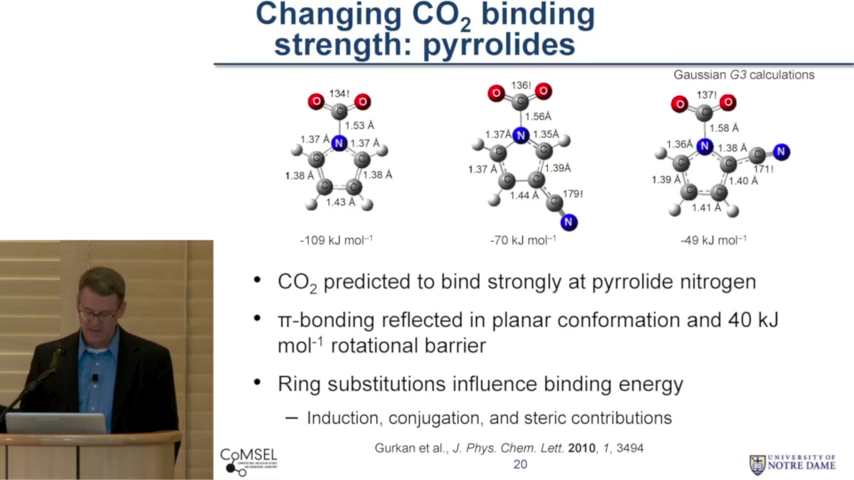 Changing CO₂ binding
strength: pyrrolides
Gaussian G3 calculations
134!
O O
C
1.53 Å
1.37 Å N 1.37 Å
C C
1.38 Å 1.38 Å
C C
1.43 Å
-109 kJ mol⁻¹
136!
O O
C
1.56Å
1.37Å N 1.35Å
C C
1.37 Å 1.39Å
C C
1.44 Å 179!
C
N
-70 kJ mol⁻¹
137!
O O
C
1.58 Å
1.36Å N 1.38 Å C N
C C 171!
1.39 Å 1.40 Å
C C
1.41 Å
-49 kJ mol⁻¹
• CO₂ predicted to bind strongly at pyrrolide nitrogen
• π-bonding reflected in planar conformation and 40 kJ
mol⁻¹ rotational barrier
• Ring substitutions influence binding energy
– Induction, conjugation, and steric contributions
Gurkan et al., J. Phys. Chem. Lett. 2010, 1, 3494
20
CoMSEL
UNIVERSITY OF
NOTRE DAME